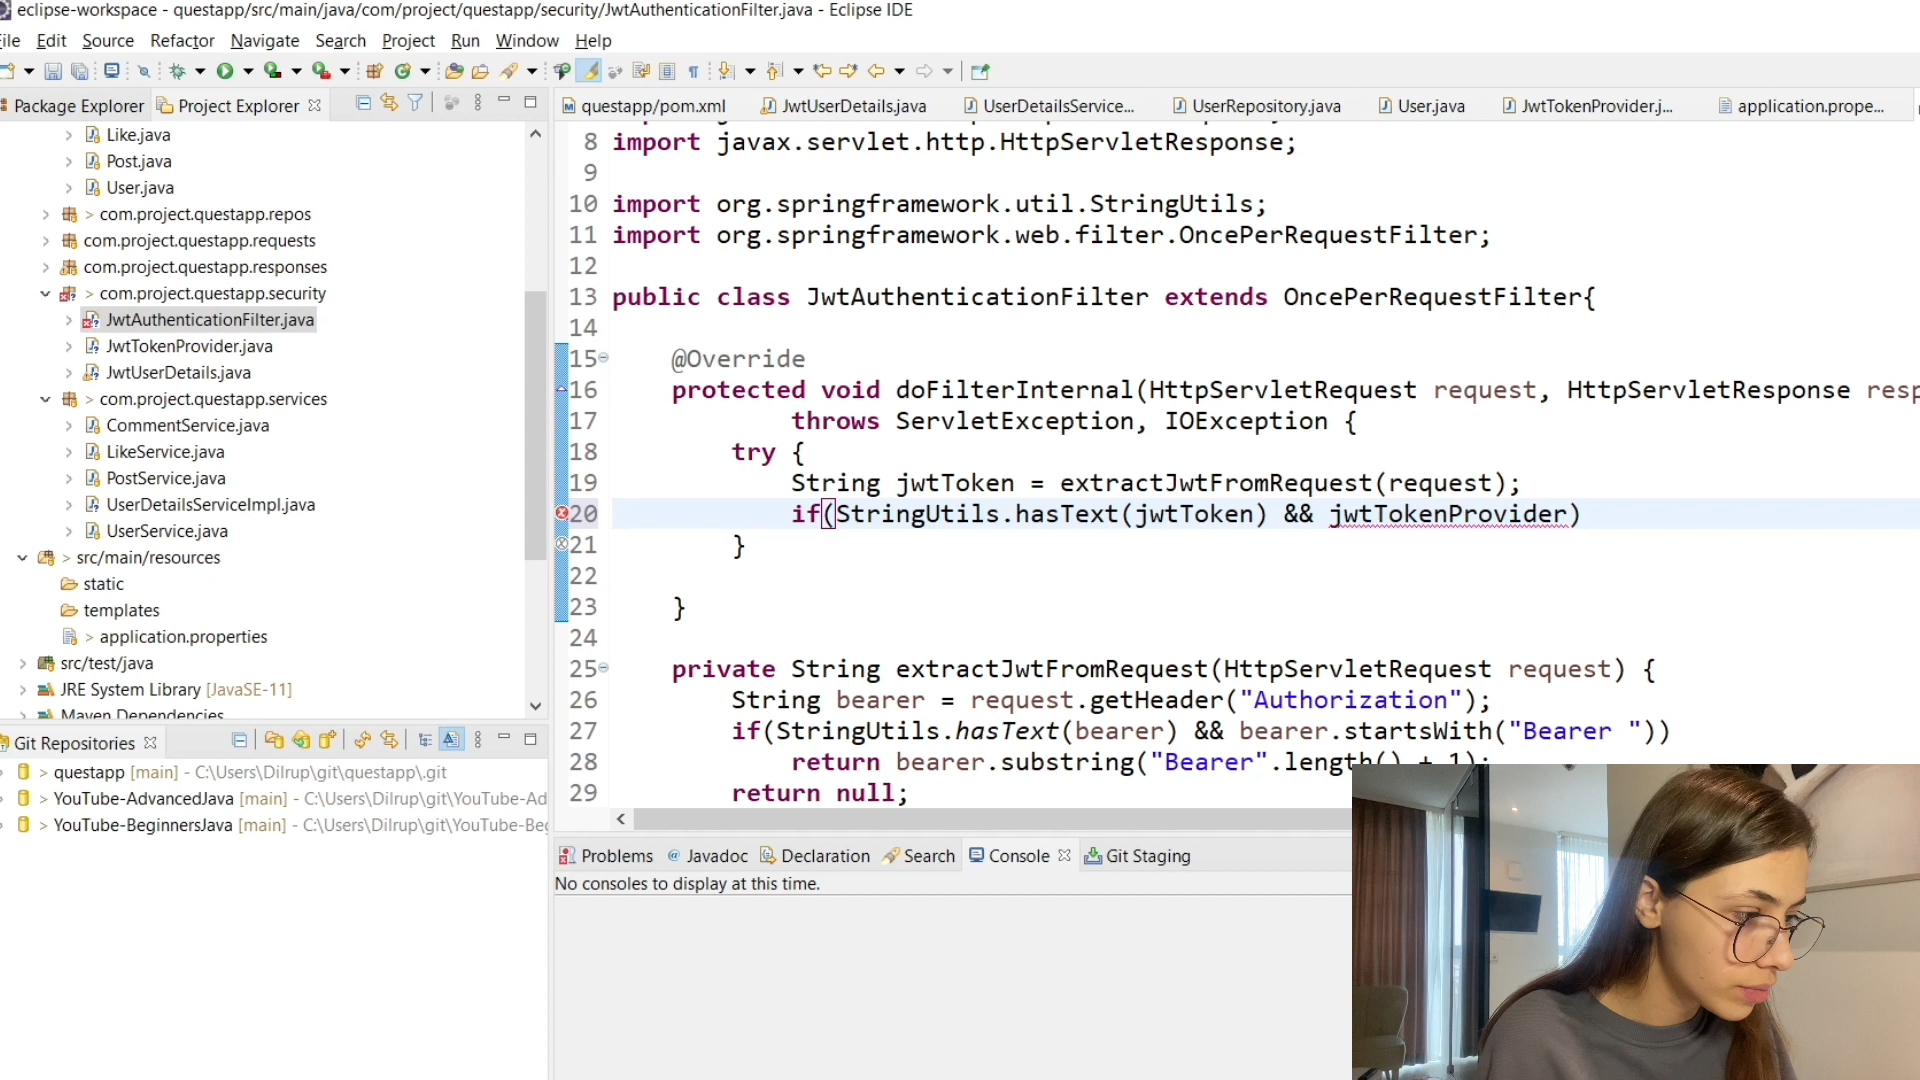 eclipse-workspace - questapp/src/main/java/com/project/questapp/security/JwtAuthenticationFilter.java - Eclipse IDE
ile Edit Source Refactor Navigate Search Project Run Window Help
Package Explorer
Project Explorer
questapp/pom.xml
JwtUserDetails.java
UserDetailsService...
UserRepository.java
User.java
JwtTokenProvider.j...
application.prope...
Like.java
Post.java
User.java
> com.project.questapp.repos
com.project.questapp.requests
com.project.questapp.responses
> com.project.questapp.security
JwtAuthenticationFilter.java
JwtTokenProvider.java
JwtUserDetails.java
> com.project.questapp.services
CommentService.java
LikeService.java
PostService.java
UserDetailsServiceImpl.java
UserService.java
> src/main/resources
static
templates
> application.properties
src/test/java
JRE System Library [JavaSE-11]
Maven Dependencies
8 import javax.servlet.http.HttpServletResponse;
9
10 import org.springframework.util.StringUtils;
11 import org.springframework.web.filter.OncePerRequestFilter;
12
13 public class JwtAuthenticationFilter extends OncePerRequestFilter{
14
15 @Override
16 protected void doFilterInternal(HttpServletRequest request, HttpServletResponse resp
17 throws ServletException, IOException {
18 try {
19 String jwtToken = extractJwtFromRequest(request);
20 if(StringUtils.hasText(jwtToken) && jwtTokenProvider)
21 }
22
23 }
24
25 private String extractJwtFromRequest(HttpServletRequest request) {
26 String bearer = request.getHeader("Authorization");
27 if(StringUtils.hasText(bearer) && bearer.startsWith("Bearer "))
28 return bearer.substring("Bearer".length() + 1);
29 return null;
Git Repositories
> questapp [main] - C:\Users\Dilrup\git\questapp\.git
> YouTube-AdvancedJava [main] - C:\Users\Dilrup\git\YouTube-Ad
> YouTube-BeginnersJava [main] - C:\Users\Dilrup\git\YouTube-Be
Problems @ Javadoc Declaration Search Console Git Staging
No consoles to display at this time.